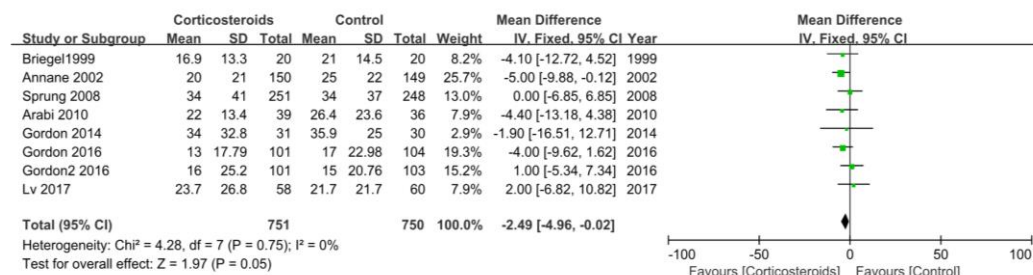 Corticosteroids Control Mean Difference Mean Difference
Study or Subgroup Mean SD Total Mean SD Total Weight IV, Fixed, 95% CI Year IV, Fixed, 95% CI
Briegel1999 16.9 13.3 20 21 14.5 20 8.2% -4.10 [-12.72, 4.52] 1999
Annane 2002 20 21 150 25 22 149 25.7% -5.00 [-9.88, -0.12] 2002
Sprung 2008 34 41 251 34 37 248 13.0% 0.00 [-6.85, 6.85] 2008
Arabi 2010 22 13.4 39 26.4 23.6 36 7.9% -4.40 [-13.18, 4.38] 2010
Gordon 2014 34 32.8 31 35.9 25 30 2.9% -1.90 [-16.51, 12.71] 2014
Gordon 2016 13 17.79 101 17 22.98 104 19.3% -4.00 [-9.62, 1.62] 2016
Gordon2 2016 16 25.2 101 15 20.76 103 15.2% 1.00 [-5.34, 7.34] 2016
Lv 2017 23.7 26.8 58 21.7 21.7 60 7.9% 2.00 [-6.82, 10.82] 2017
Total (95% CI) 751 750 100.0% -2.49 [-4.96, -0.02]
Heterogeneity: Chi² = 4.28, df = 7 (P = 0.75); I² = 0%
Test for overall effect: Z = 1.97 (P = 0.05)
-100 -50 0 50 100
Favours [Corticosteroids] Favours [Control]